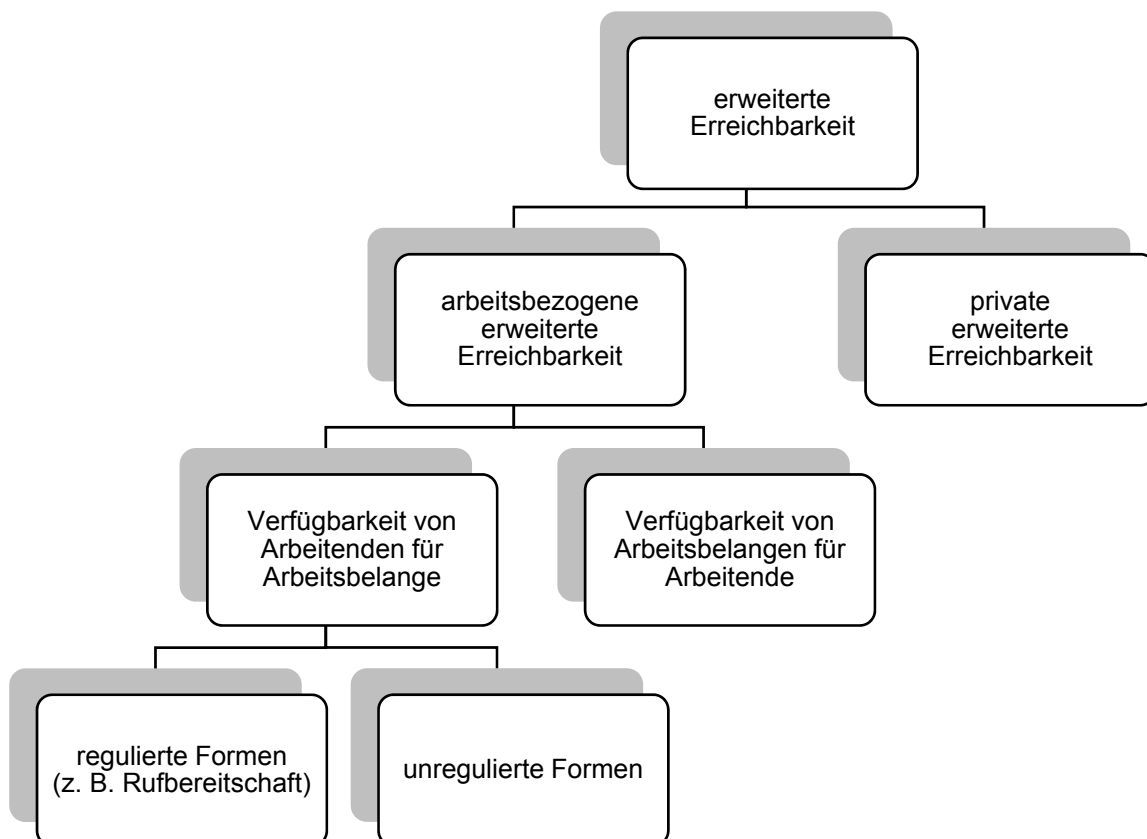 erweiterte
Erreichbarkeit
arbeitsbezogene
erweiterte
Erreichbarkeit
private
erweiterte
Erreichbarkeit
Verfügbarkeit von
Arbeitenden für
Arbeitsbelange
Verfügbarkeit von
Arbeitsbelangen für
Arbeitende
regulierte Formen
(z. B. Rufbereitschaft)
unregulierte Formen